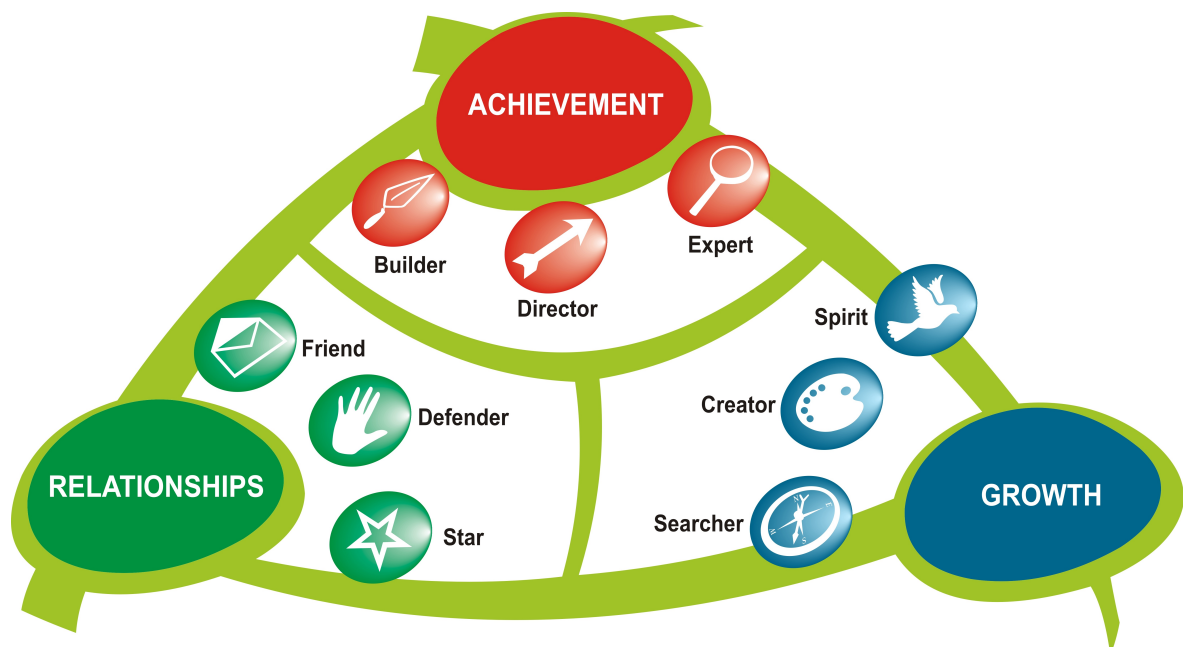 ACHIEVEMENT
Builder
Director
Expert
Spirit
Friend
Creator
Defender
RELATIONSHIPS
GROWTH
Searcher
Star
N
E
S
W